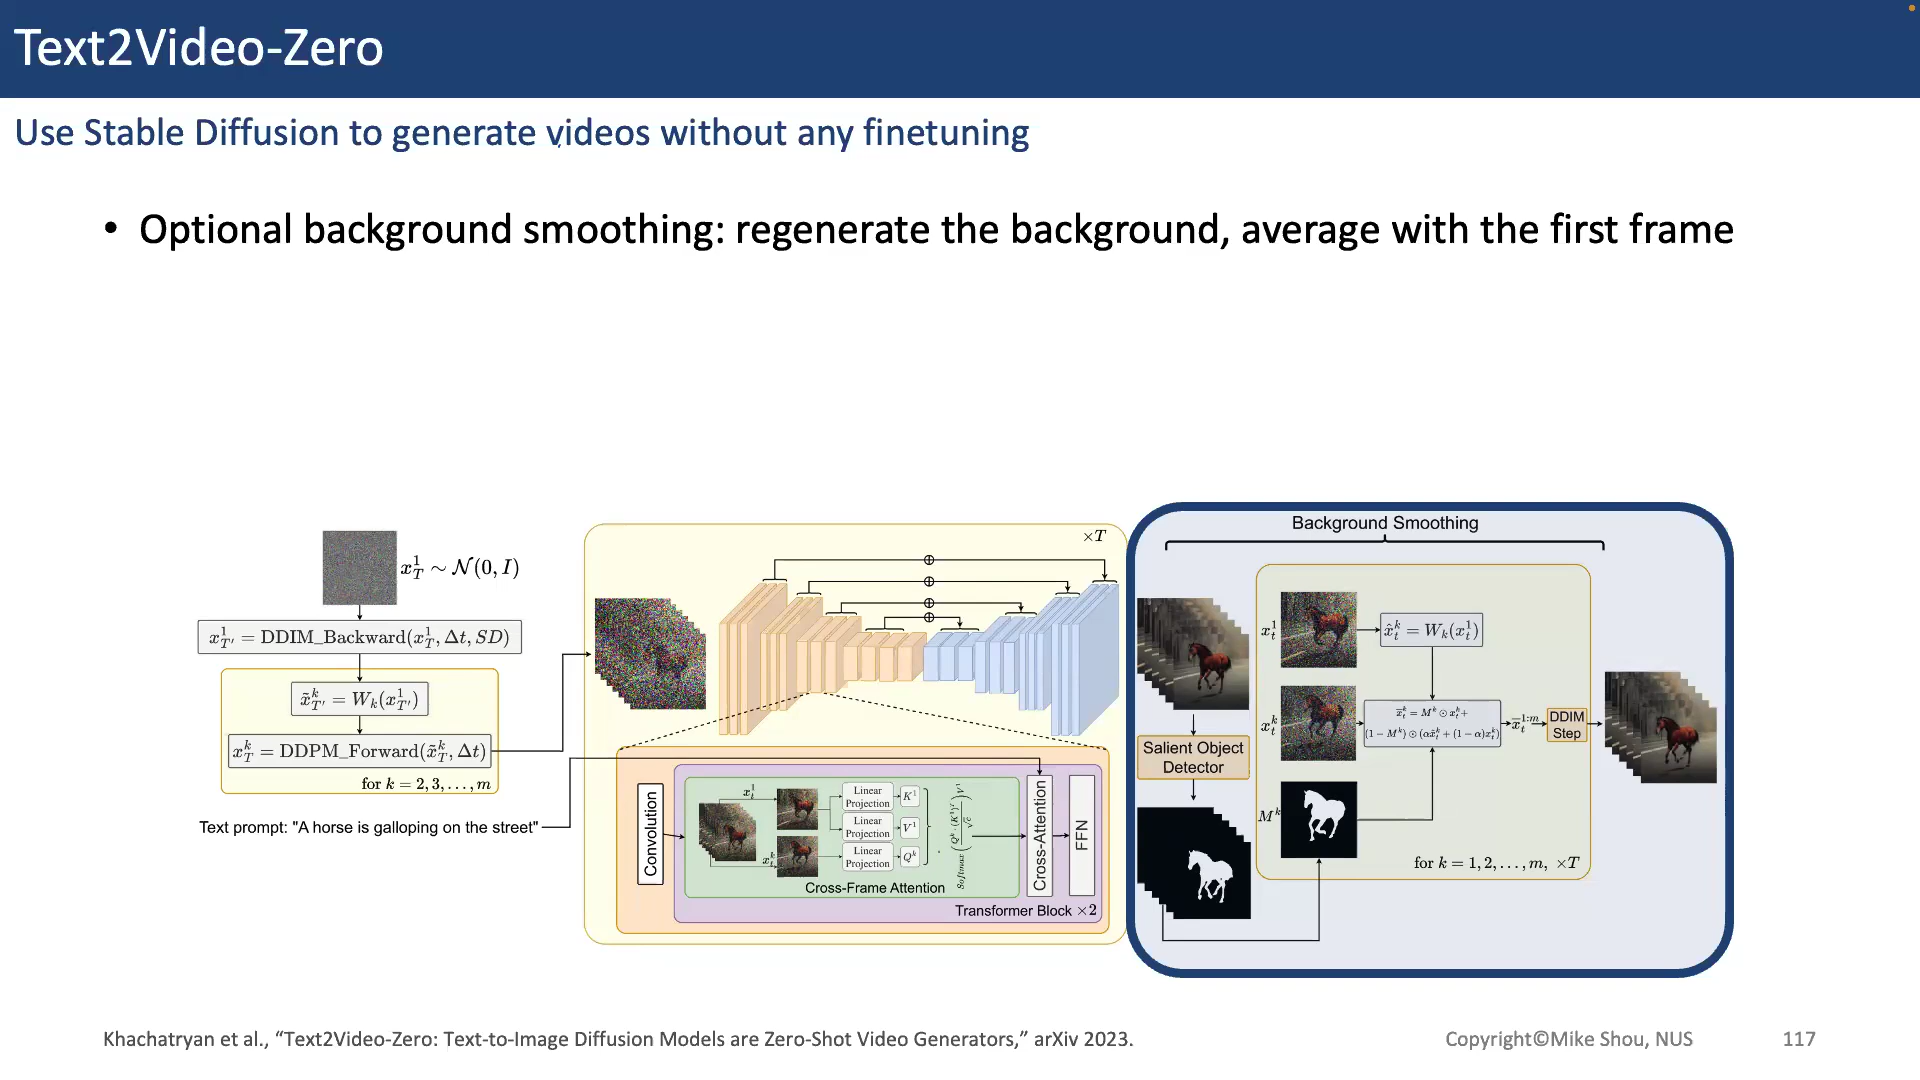 Text2Video-Zero
Use Stable Diffusion to generate videos without any finetuning
• Optional background smoothing: regenerate the background, average with the first frame
x_T^1 ∼ 𝒩(0, I)
x_{T'}^1 = DDIM_Backward(x_T^1, Δt, SD)
x̃_{T'}^k = W_k(x_{T'}^1)
x_T^k = DDPM_Forward(x̃_{T'}^k, Δt)
for k = 2, 3, . . . , m
Text prompt: "A horse is galloping on the street"
×T
Convolution
x_t^1
x_t^k
Linear Projection
Linear Projection
Linear Projection
K^1
V^1
Q^k
Softmax(Q^k·(K^1)^T / √c)V^1
Cross-Frame Attention
Cross-Attention
FFN
Transformer Block ×2
Background Smoothing
Salient Object
Detector
x_t^1
x̂_t^k = W_k(x_t^1)
x_t^k
x̄_t^k = M^k ⊙ x_t^k+
(1 − M^k) ⊙ (αx̂_t^k + (1 − α)x_t^k)
x̄_t^{1:m}
DDIM
Step
M^k
for k = 1, 2, . . . , m, ×T
Khachatryan et al., “Text2Video-Zero: Text-to-Image Diffusion Models are Zero-Shot Video Generators,” arXiv 2023.
Copyright©Mike Shou, NUS
117